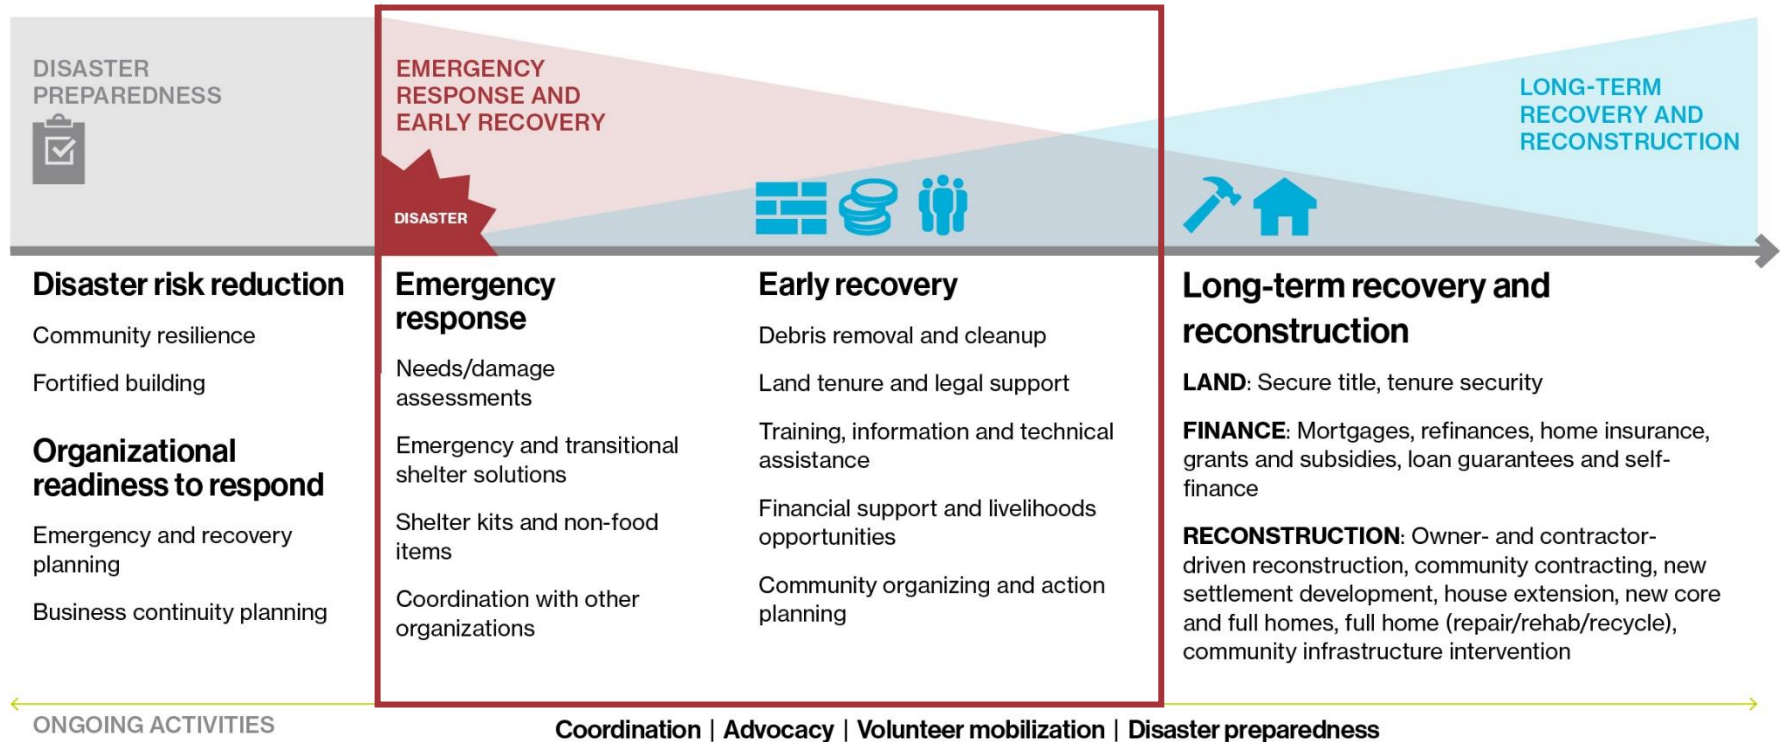 DISASTER
PREPAREDNESS
EMERGENCY
RESPONSE AND
EARLY RECOVERY
LONG-TERM
RECOVERY AND
RECONSTRUCTION
DISASTER
Disaster risk reduction
Community resilience
Fortified building
Organizational
readiness to respond
Emergency and recovery
planning
Business continuity planning
Emergency
response
Needs/damage
assessments
Emergency and transitional
shelter solutions
Shelter kits and non-food
items
Coordination with other
organizations
Early recovery
Debris removal and cleanup
Land tenure and legal support
Training, information and technical
assistance
Financial support and livelihoods
opportunities
Community organizing and action
planning
Long-term recovery and
reconstruction
LAND: Secure title, tenure security
FINANCE: Mortgages, refinances, home insurance,
grants and subsidies, loan guarantees and self-
finance
RECONSTRUCTION: Owner- and contractor-
driven reconstruction, community contracting, new
settlement development, house extension, new core
and full homes, full home (repair/rehab/recycle),
community infrastructure intervention
ONGOING ACTIVITIES
Coordination | Advocacy | Volunteer mobilization | Disaster preparedness